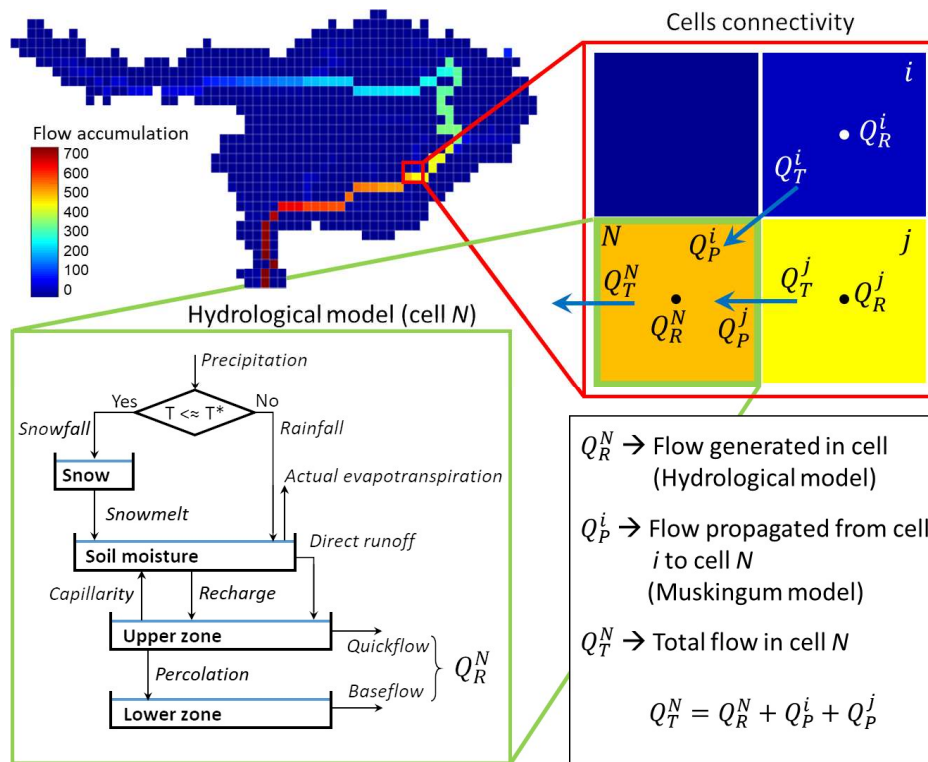 Cells connectivity
Flow accumulation
700
600
500
400
300
200
100
0
i
Q_R^i
Q_T^i
N
Q_P^i
j
Q_T^N
Q_T^j
Q_R^j
Q_R^N
Q_P^j
Hydrological model (cell N)
Precipitation
Yes
T <≈ T*
No
Snowfall
Rainfall
Snow
Actual evapotranspiration
Snowmelt
Direct runoff
Soil moisture
Capillarity
Recharge
Upper zone
Quickflow
Q_R^N
Percolation
Baseflow
Lower zone
Q_R^N → Flow generated in cell
(Hydrological model)
Q_P^i → Flow propagated from cell
i to cell N
(Muskingum model)
Q_T^N → Total flow in cell N
Q_T^N = Q_R^N + Q_P^i + Q_P^j